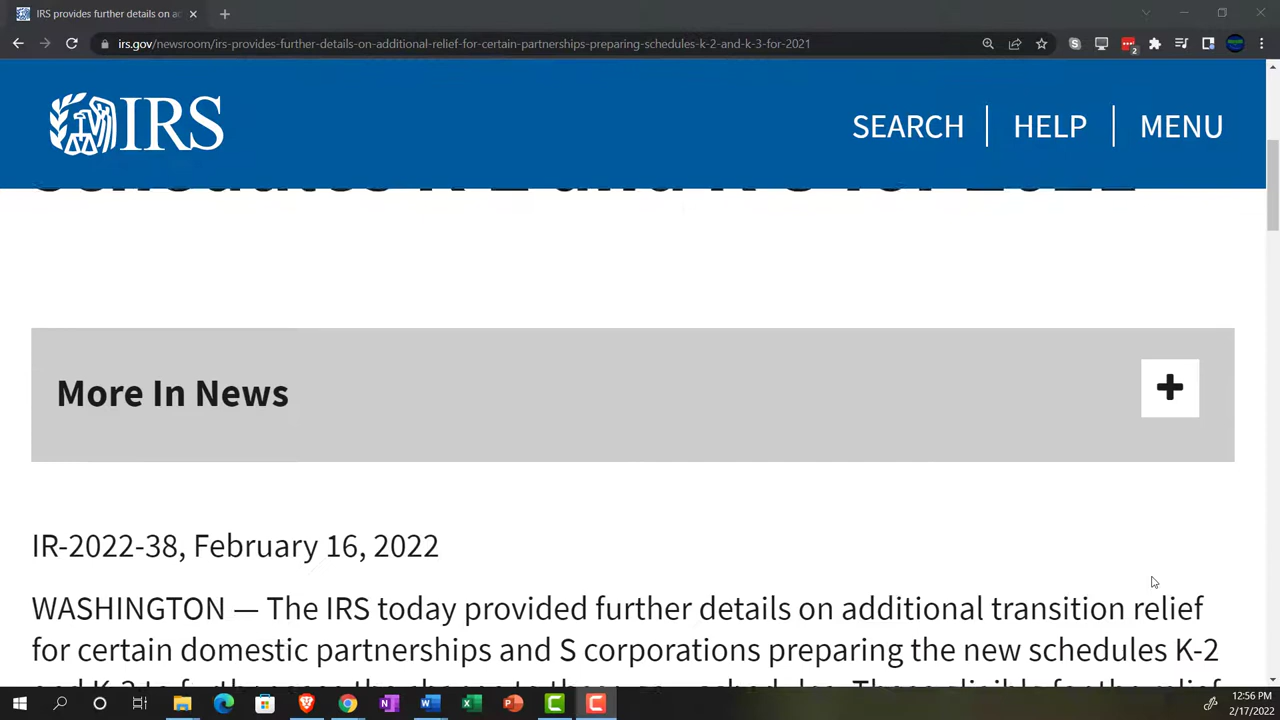 IRS provides further details on ad
irs.gov/newsroom/irs-provides-further-details-on-additional-relief-for-certain-partnerships-preparing-schedules-k-2-and-k-3-for-2021
2
IRS
SEARCH
HELP
MENU
More In News
IR-2022-38, February 16, 2022
WASHINGTON — The IRS today provided further details on additional transition relief
for certain domestic partnerships and S corporations preparing the new schedules K-2
12:56 PM
2/17/2022